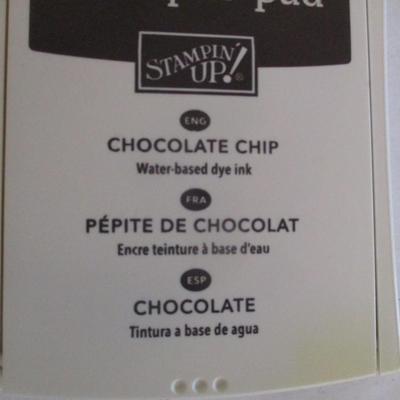 pad
STAMPIN'
UP!®
ENG
CHOCOLATE CHIP
Water-based dye ink
FRA
PÉPITE DE CHOCOLAT
Encre teinture à base d'eau
ESP
CHOCOLATE
Tintura a base de agua